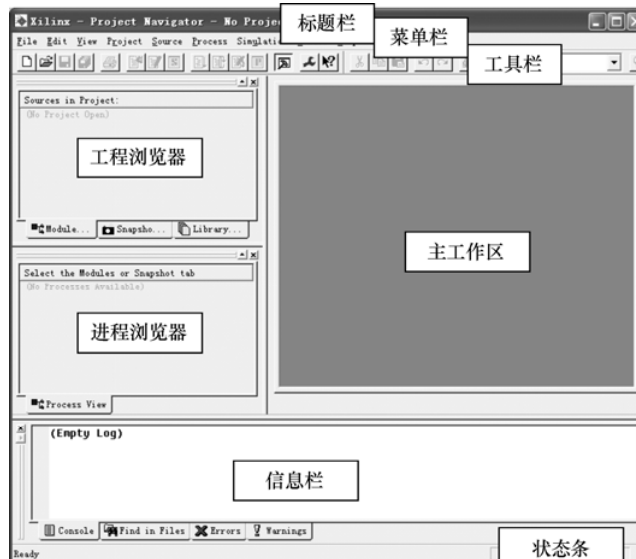 Xilinx - Project Navigator - No Proje
标题栏
File Edit View Project Source Process Simulatio
菜单栏
工具栏
Sources in Project:
(No Project Open)
工程浏览器
Module... Snapsho... Library...
主工作区
Select the Modules or Snapshot tab
(No Processes Available)
进程浏览器
Process View
(Empty Log)
信息栏
Console Find in Files Errors Warnings
Ready
状态条